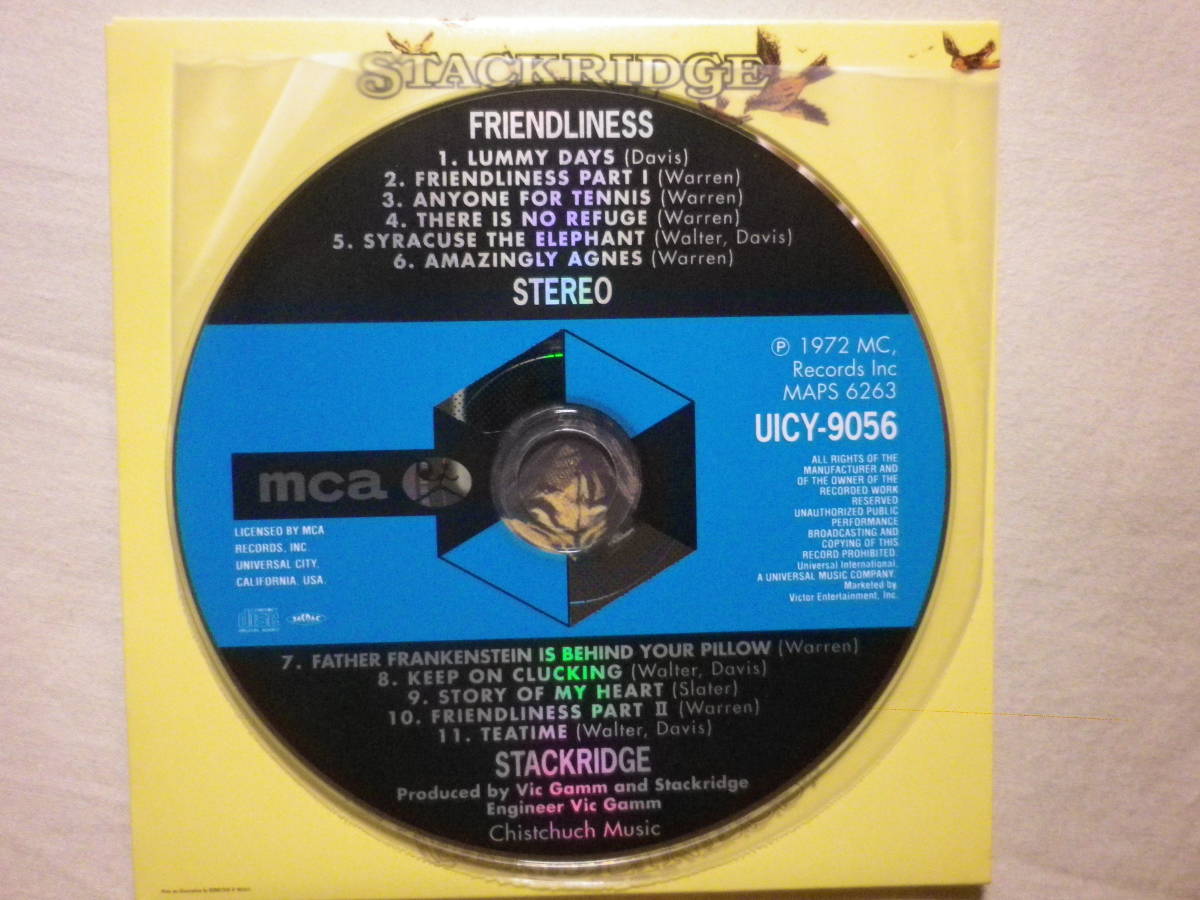 STACKRIDGE
FRIENDLINESS
1. LUMMY DAYS (Davis)
2. FRIENDLINESS PART I (Warren)
3. ANYONE FOR TENNIS (Warren)
4. THERE IS NO REFUGE (Warren)
5. SYRACUSE THE ELEPHANT (Walter, Davis)
6. AMAZINGLY AGNES (Warren)
STEREO
℗ 1972 MC,
Records Inc
MAPS 6263
UICY-9056
ALL RIGHTS OF THE
MANUFACTURER AND
OF THE OWNER OF THE
RECORDED WORK
RESERVED
UNAUTHORIZED PUBLIC
PERFORMANCE
BROADCASTING AND
COPYING OF THIS
RECORD PROHIBITED.
Universal International,
A UNIVERSAL MUSIC COMPANY.
Marketed by
Victor Entertainment, Inc.
mca
LICENSED BY MCA
RECORDS, INC.
UNIVERSAL CITY,
CALIFORNIA. USA.
7. FATHER FRANKENSTEIN IS BEHIND YOUR PILLOW (Warren)
8. KEEP ON CLUCKING (Walter, Davis)
9. STORY OF MY HEART (Slater)
10. FRIENDLINESS PART II (Warren)
11. TEATIME (Walter, Davis)
STACKRIDGE
Produced by Vic Gamm and Stackridge
Engineer Vic Gamm
Chistchuch Music